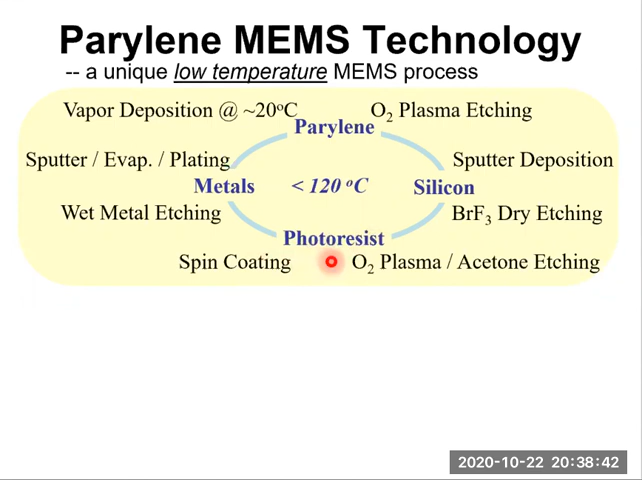 Parylene MEMS Technology
-- a unique low temperature MEMS process
Vapor Deposition @ ~20°C O₂ Plasma Etching
Parylene
Sputter / Evap. / Plating Sputter Deposition
Metals < 120 °C Silicon
Wet Metal Etching BrF₃ Dry Etching
Photoresist
Spin Coating O₂ Plasma / Acetone Etching
2020-10-22 20:38:42